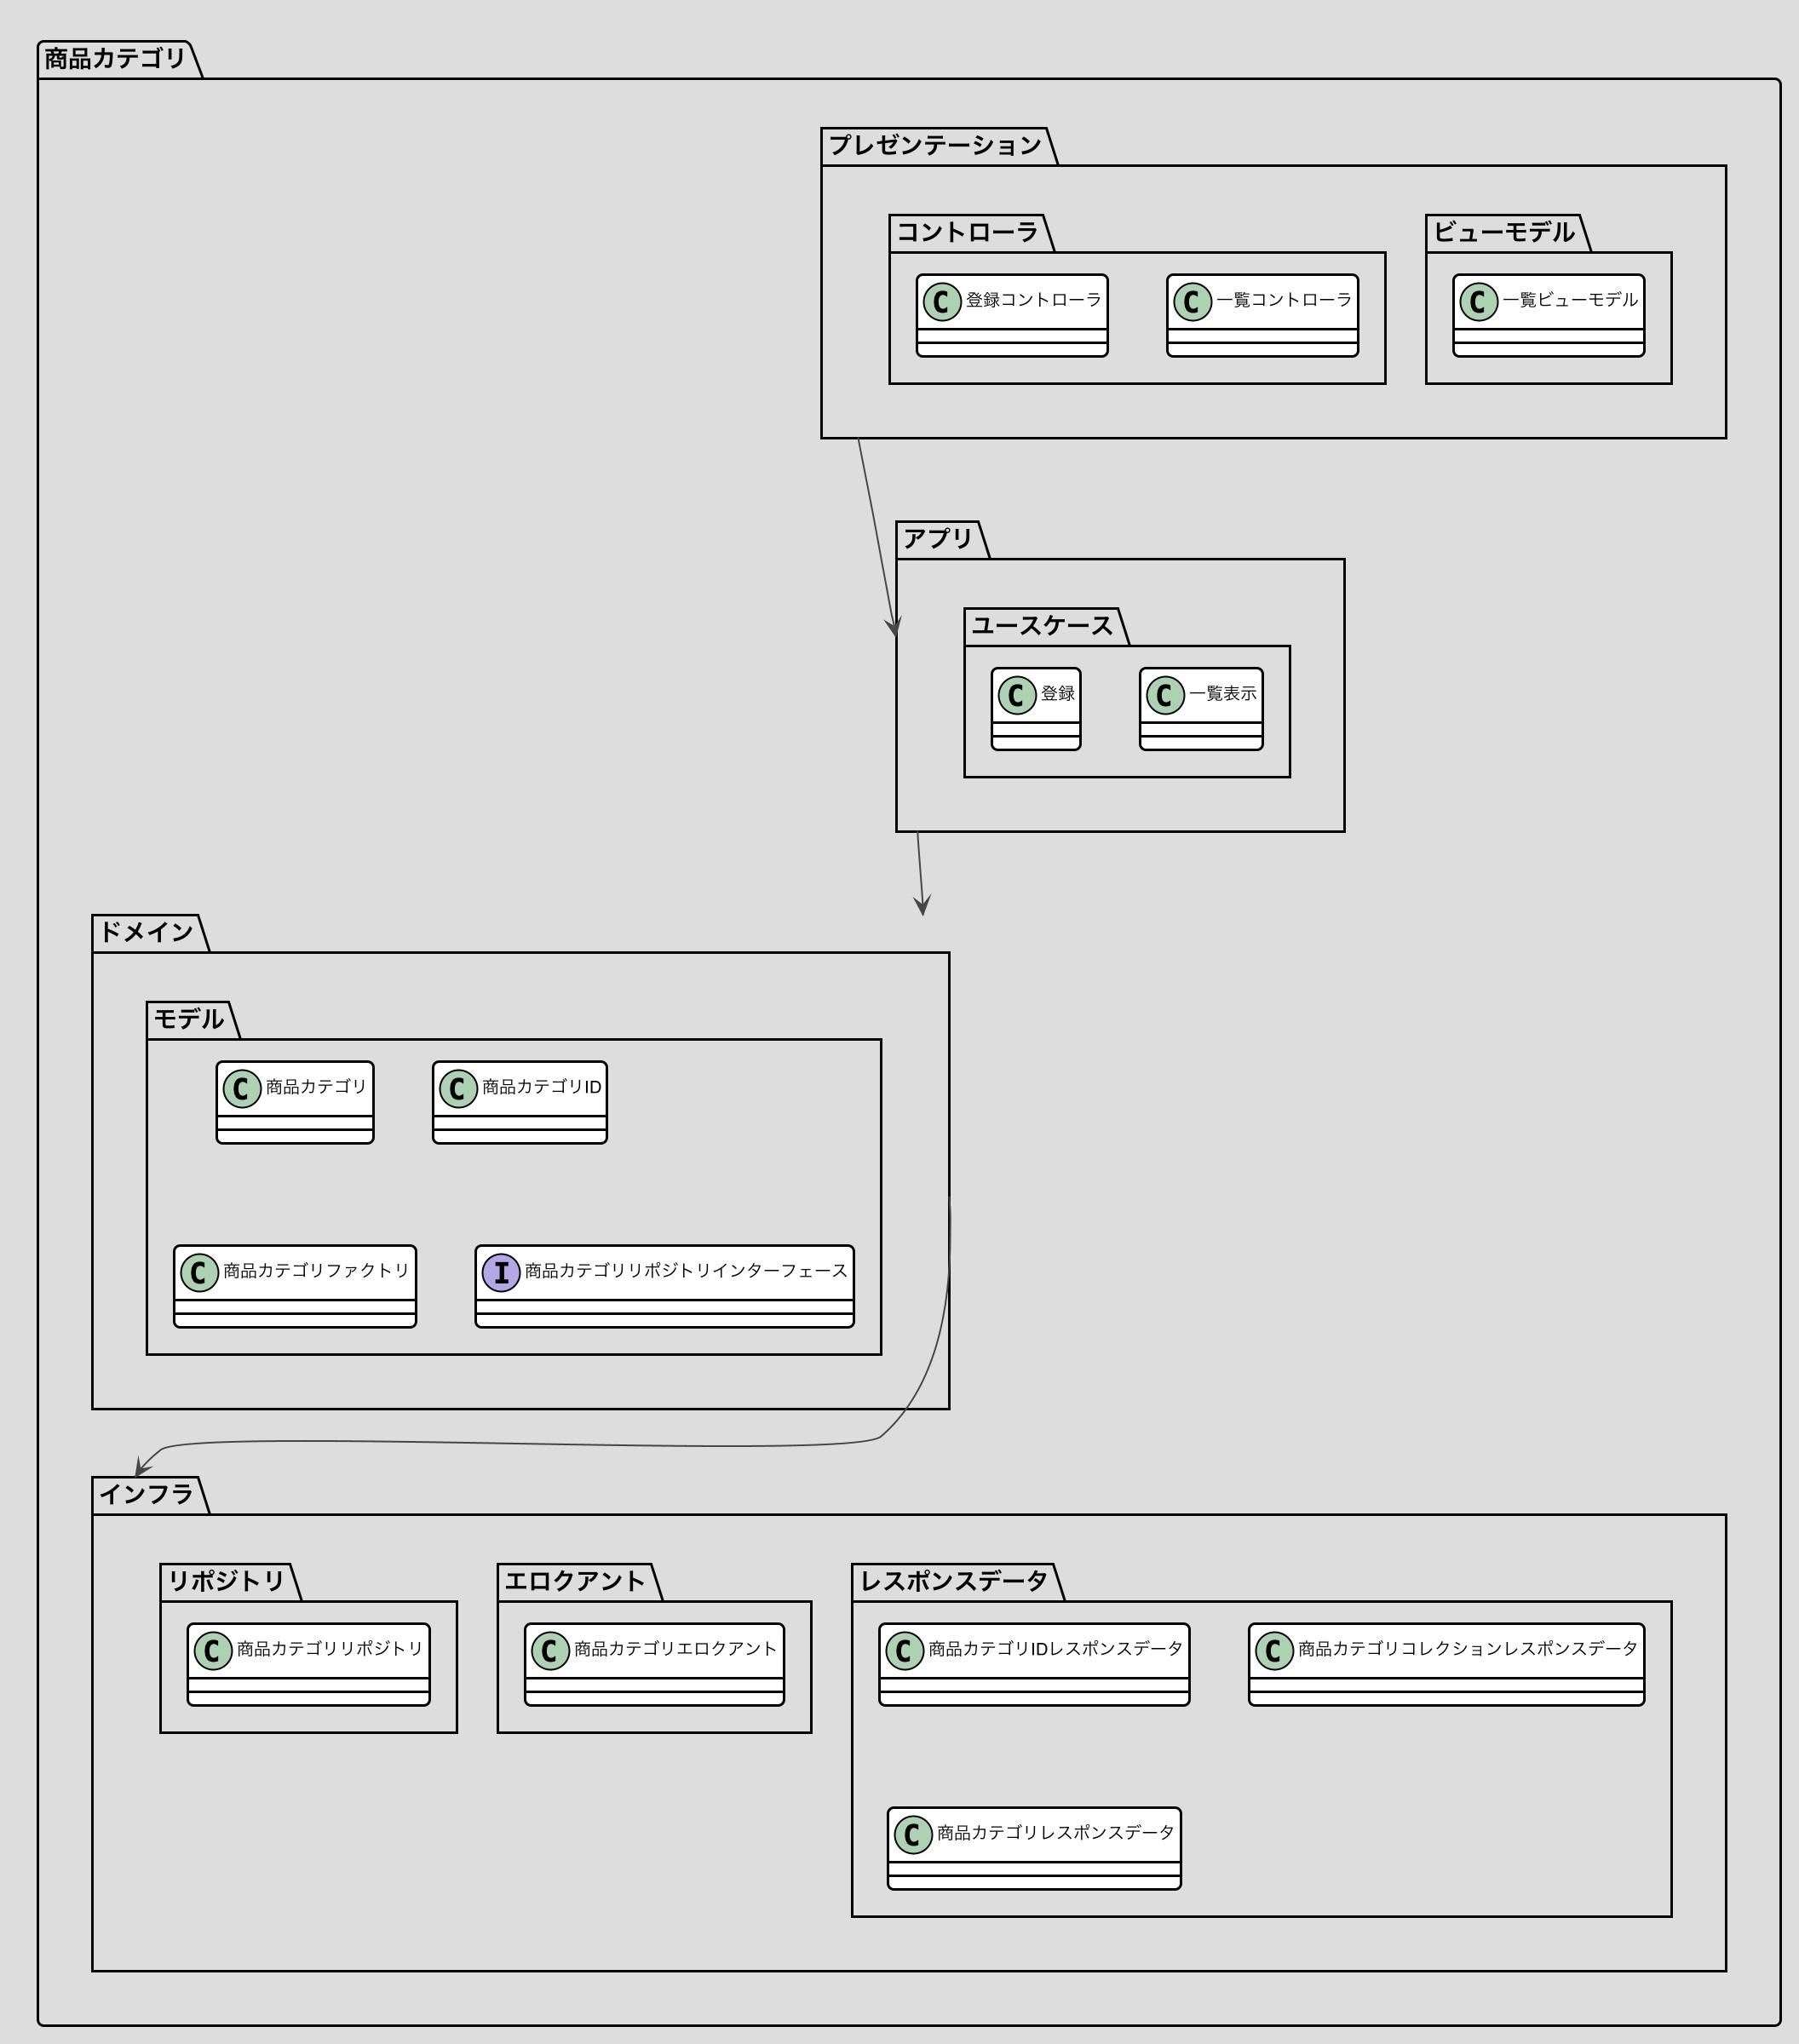 商品カテゴリ
プレゼンテーション
コントローラ
ビューモデル
C 登録コントローラ
C 一覧コントローラ
C 一覧ビューモデル
アプリ
ユースケース
C 登録
C 一覧表示
ドメイン
モデル
C 商品カテゴリ
C 商品カテゴリID
C 商品カテゴリファクトリ
I 商品カテゴリリポジトリインターフェース
インフラ
リポジトリ
エロクアント
レスポンスデータ
C 商品カテゴリリポジトリ
C 商品カテゴリエロクアント
C 商品カテゴリIDレスポンスデータ
C 商品カテゴリコレクションレスポンスデータ
C 商品カテゴリレスポンスデータ